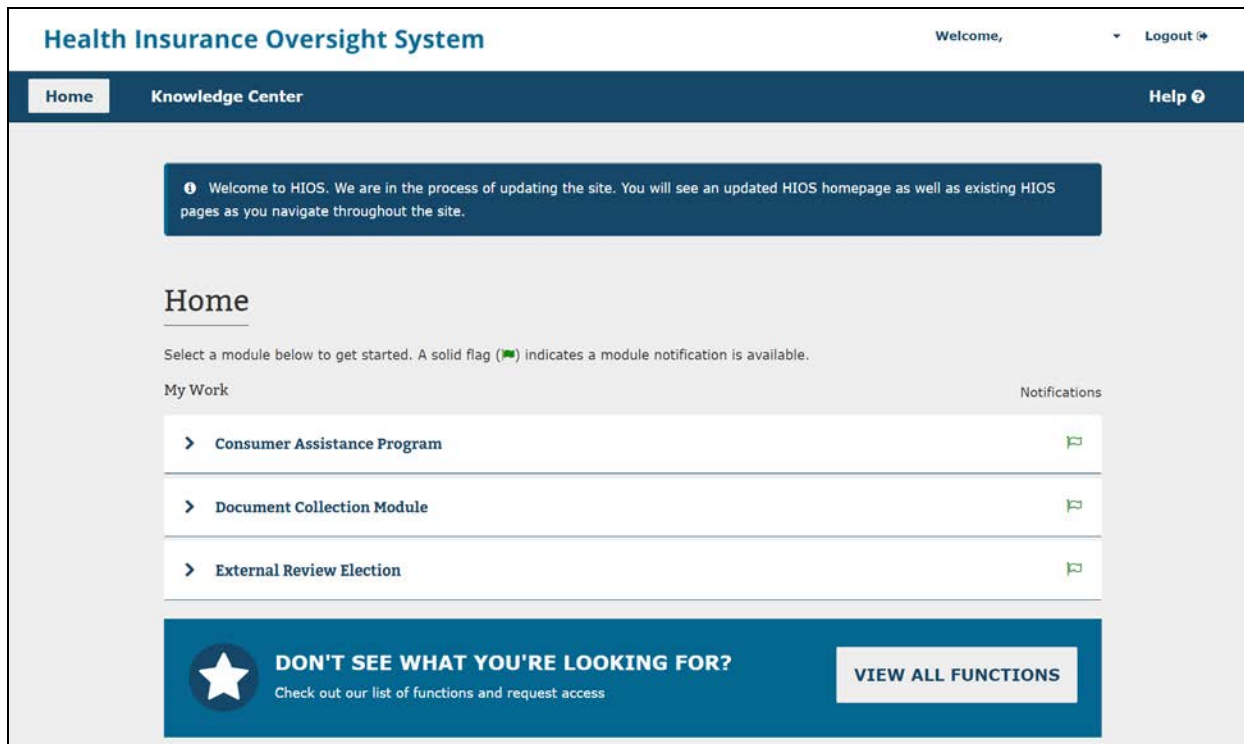 Health Insurance Oversight System
Welcome,
Logout
Home
Knowledge Center
Help
Welcome to HIOS. We are in the process of updating the site. You will see an updated HIOS homepage as well as existing HIOS
pages as you navigate throughout the site.
Home
Select a module below to get started. A solid flag ( ) indicates a module notification is available.
My Work
Notifications
Consumer Assistance Program
Document Collection Module
External Review Election
DON'T SEE WHAT YOU'RE LOOKING FOR?
Check out our list of functions and request access
VIEW ALL FUNCTIONS